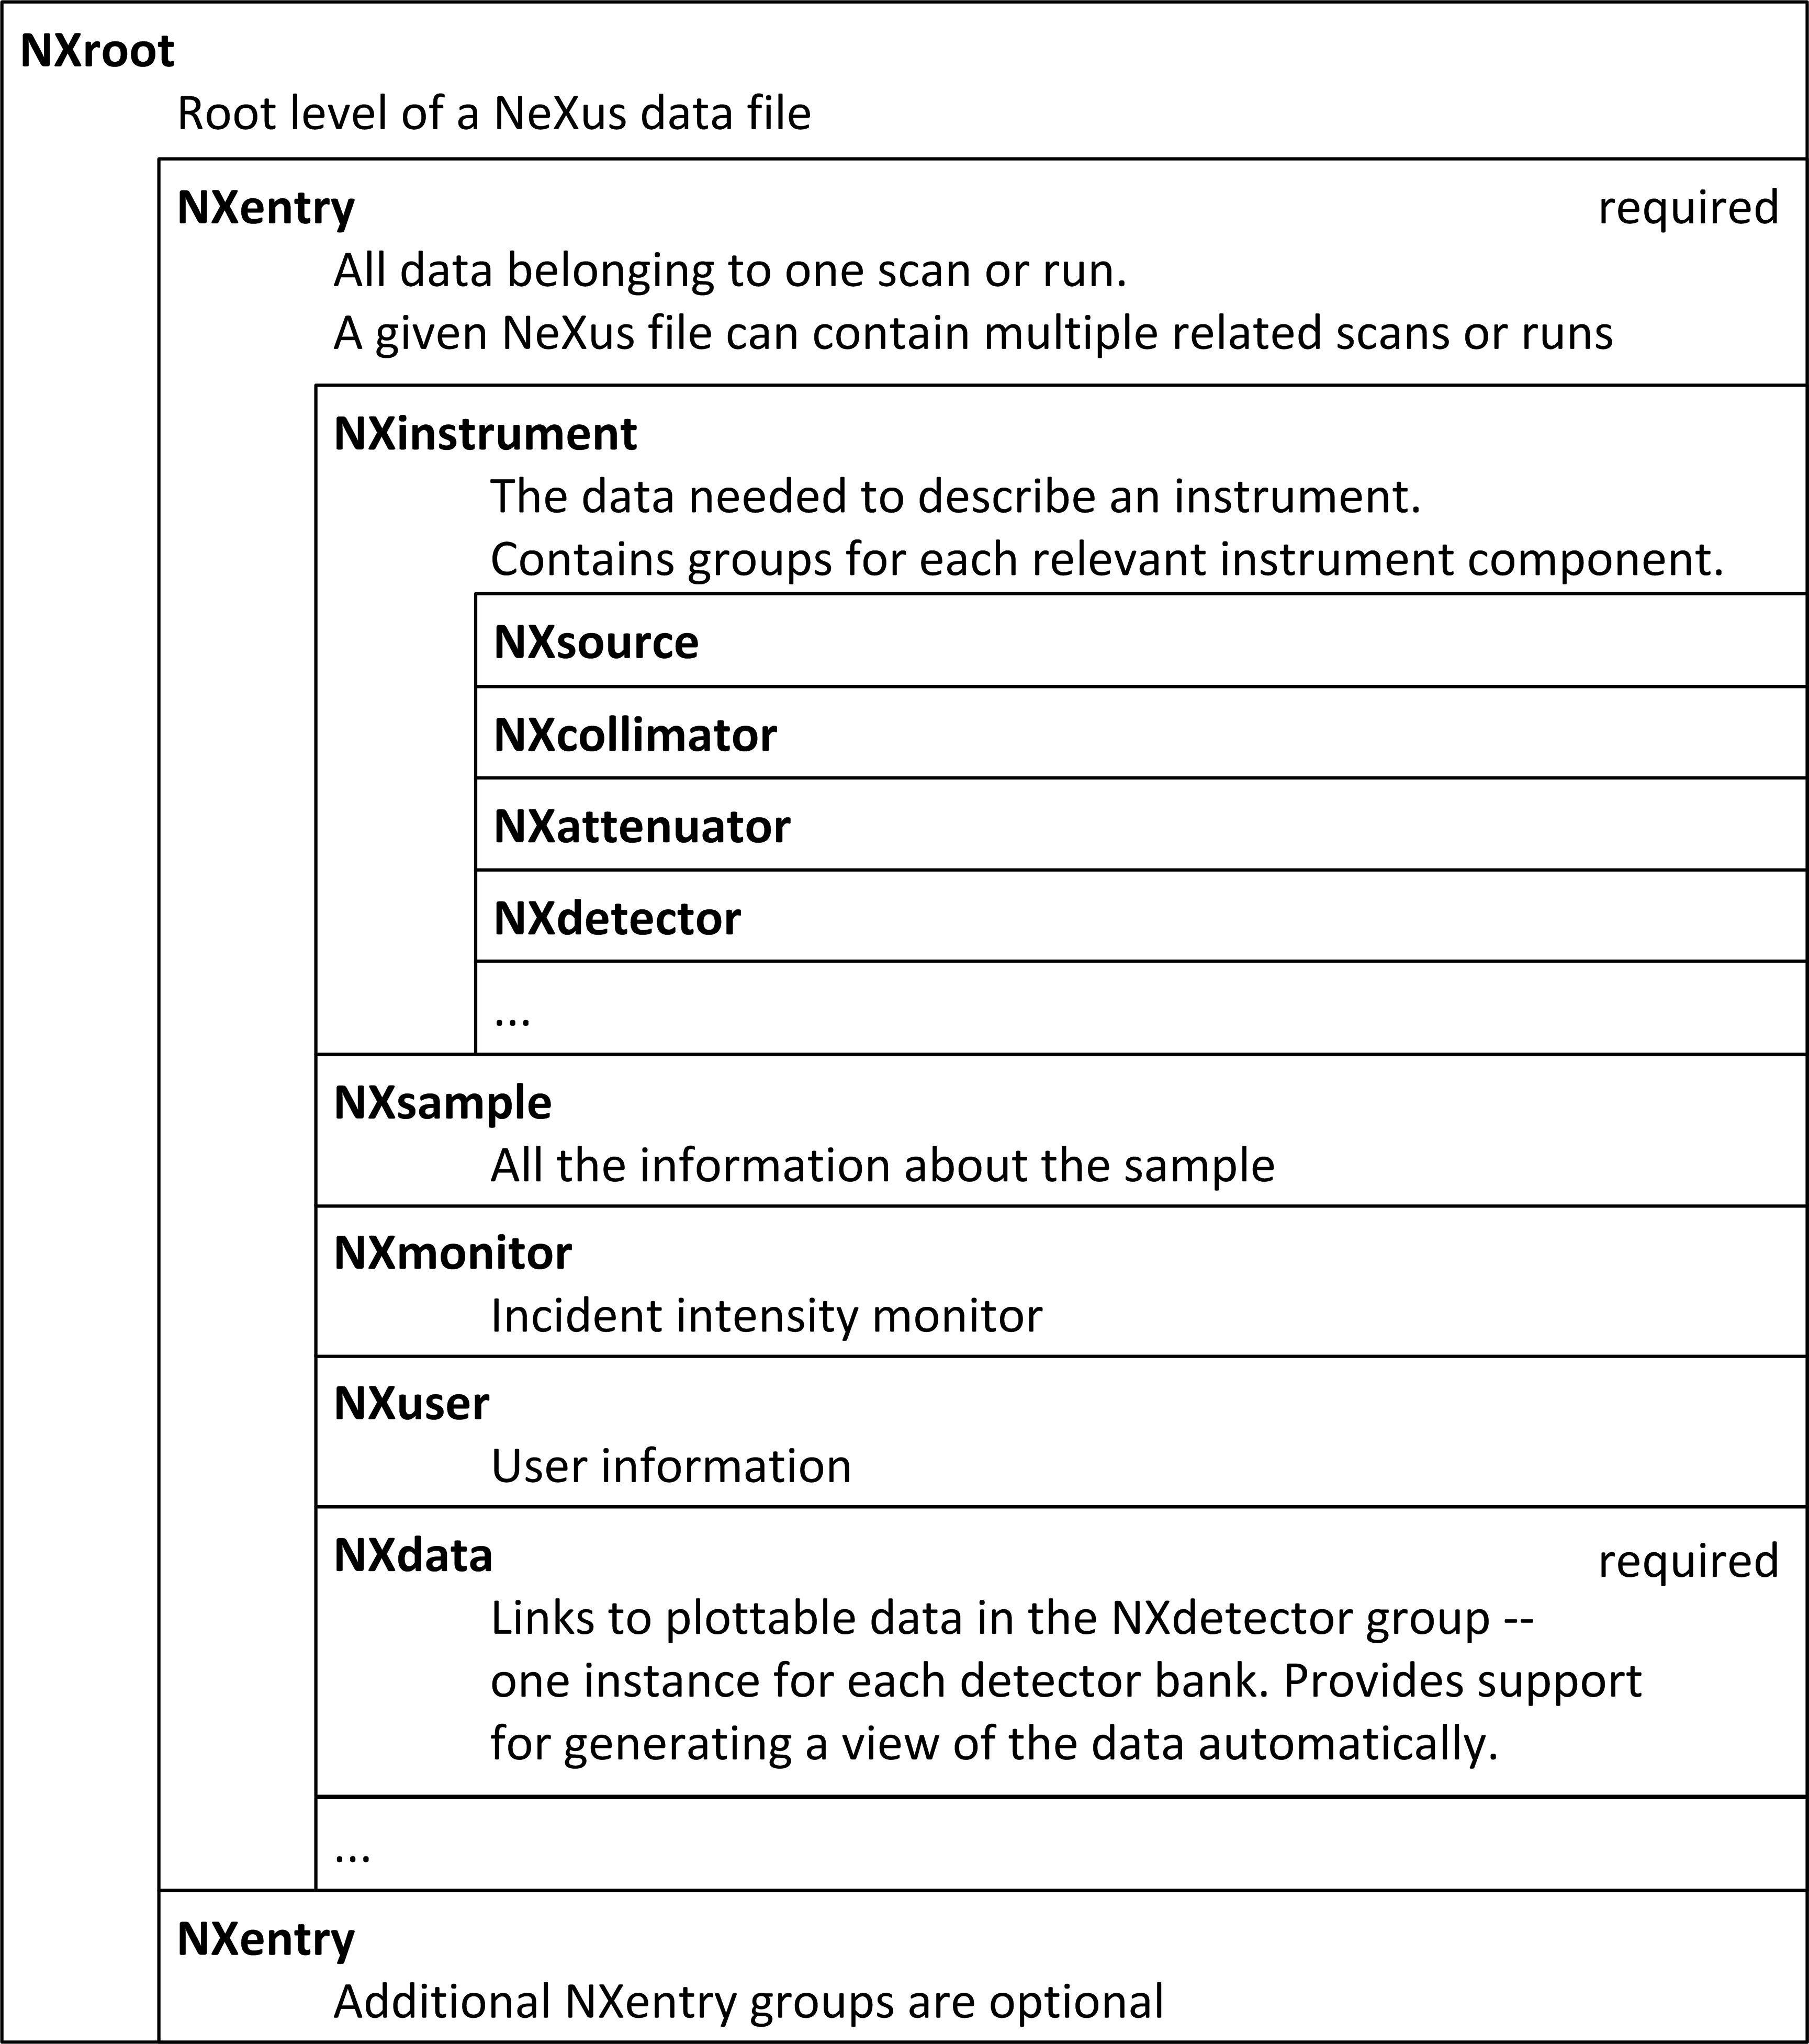 NXroot
Root level of a NeXus data file
NXentry required
All data belonging to one scan or run.
A given NeXus file can contain multiple related scans or runs
NXinstrument
The data needed to describe an instrument.
Contains groups for each relevant instrument component.
NXsource
NXcollimator
NXattenuator
NXdetector
...
NXsample
All the information about the sample
NXmonitor
Incident intensity monitor
NXuser
User information
NXdata required
Links to plottable data in the NXdetector group --
one instance for each detector bank. Provides support
for generating a view of the data automatically.
...
NXentry
Additional NXentry groups are optional